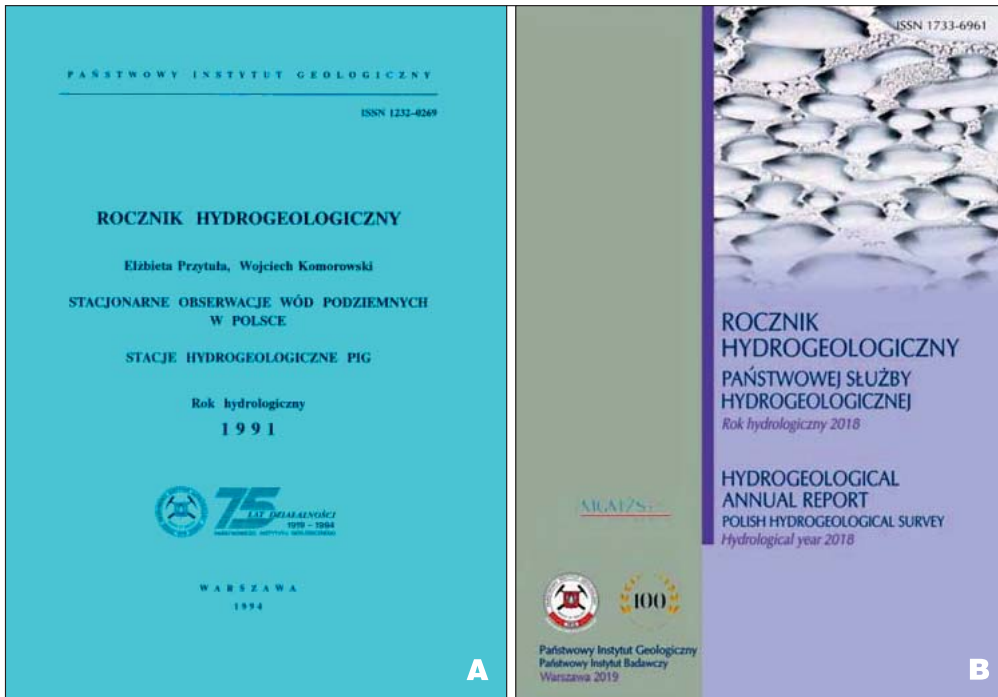 PAŃSTWOWY INSTYTUT GEOLOGICZNY
ISSN 1232-0269
ROCZNIK HYDROGEOLOGICZNY
Elżbieta Przytuła, Wojciech Komorowski
STACJONARNE OBSERWACJE WÓD PODZIEMNYCH
W POLSCE
STACJE HYDROGEOLOGICZNE PIG
Rok hydrologiczny
1991
75
LAT DZIAŁALNOŚCI
1919 – 1994
PAŃSTWOWEGO INSTYTUTU GEOLOGICZNEGO
WARSZAWA
1994
A
ISSN 1733-6961
ROCZNIK
HYDROGEOLOGICZNY
PAŃSTWOWEJ SŁUŻBY
HYDROGEOLOGICZNEJ
Rok hydrologiczny 2018
HYDROGEOLOGICAL
ANNUAL REPORT
POLISH HYDROGEOLOGICAL SURVEY
Hydrological year 2018
100
Państwowy Instytut Geologiczny
Państwowy Instytut Badawczy
Warszawa 2019
B